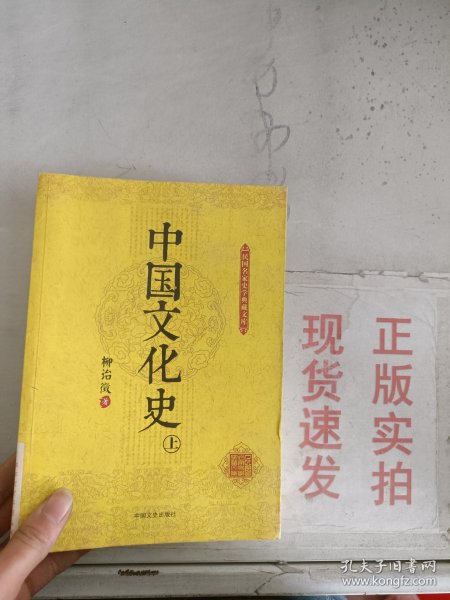 民国名家史学典藏文库
中国文化史
上
柳诒徵
著
中国文史出版社
正版实拍
现货速发
孔夫子旧书网
www.kongfz.com